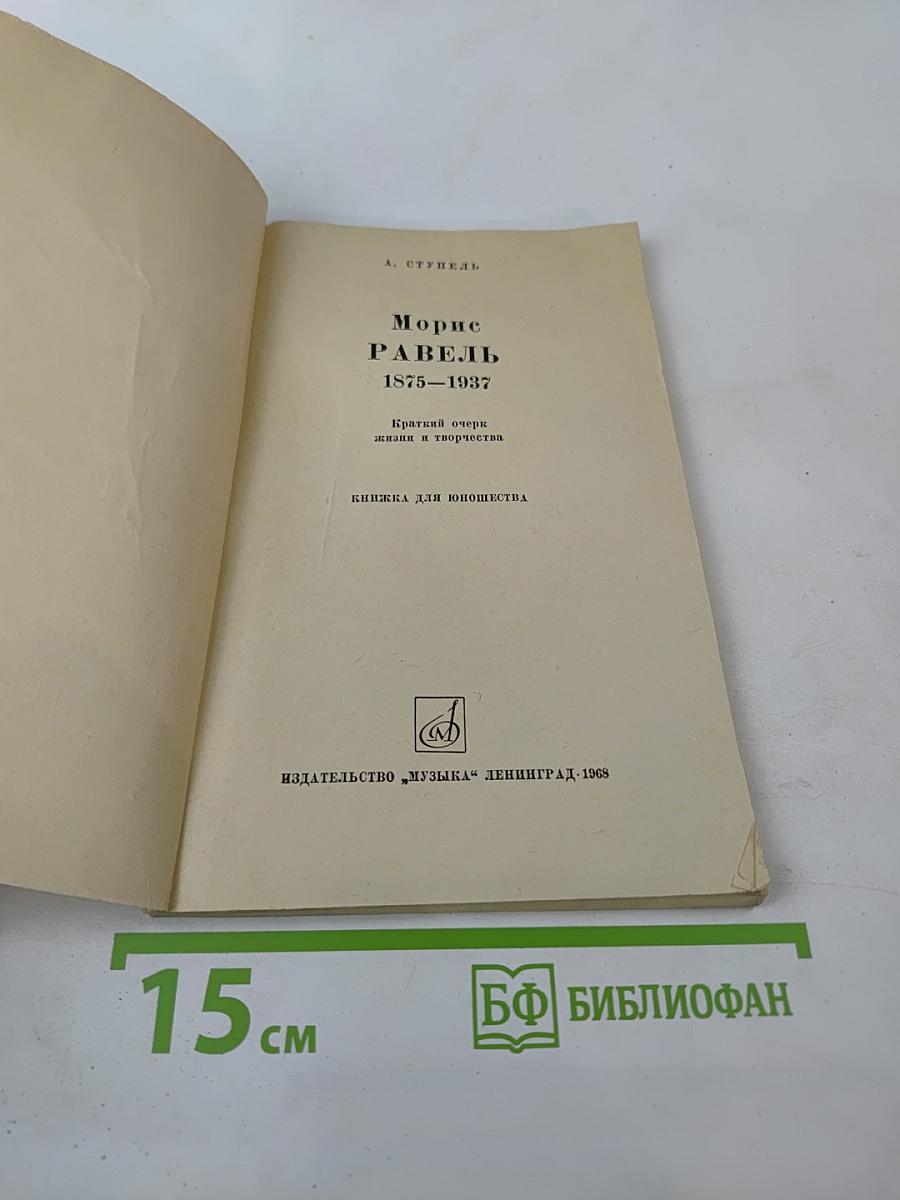 А. СТУПЕЛЬ
Морис
РАВЕЛЬ
1875—1937
Краткий очерк
жизни и творчества
КНИЖКА ДЛЯ ЮНОШЕСТВА
М
ИЗДАТЕЛЬСТВО „МУЗЫКА“ ЛЕНИНГРАД·1968
15 см
БФ БИБЛИОФАН